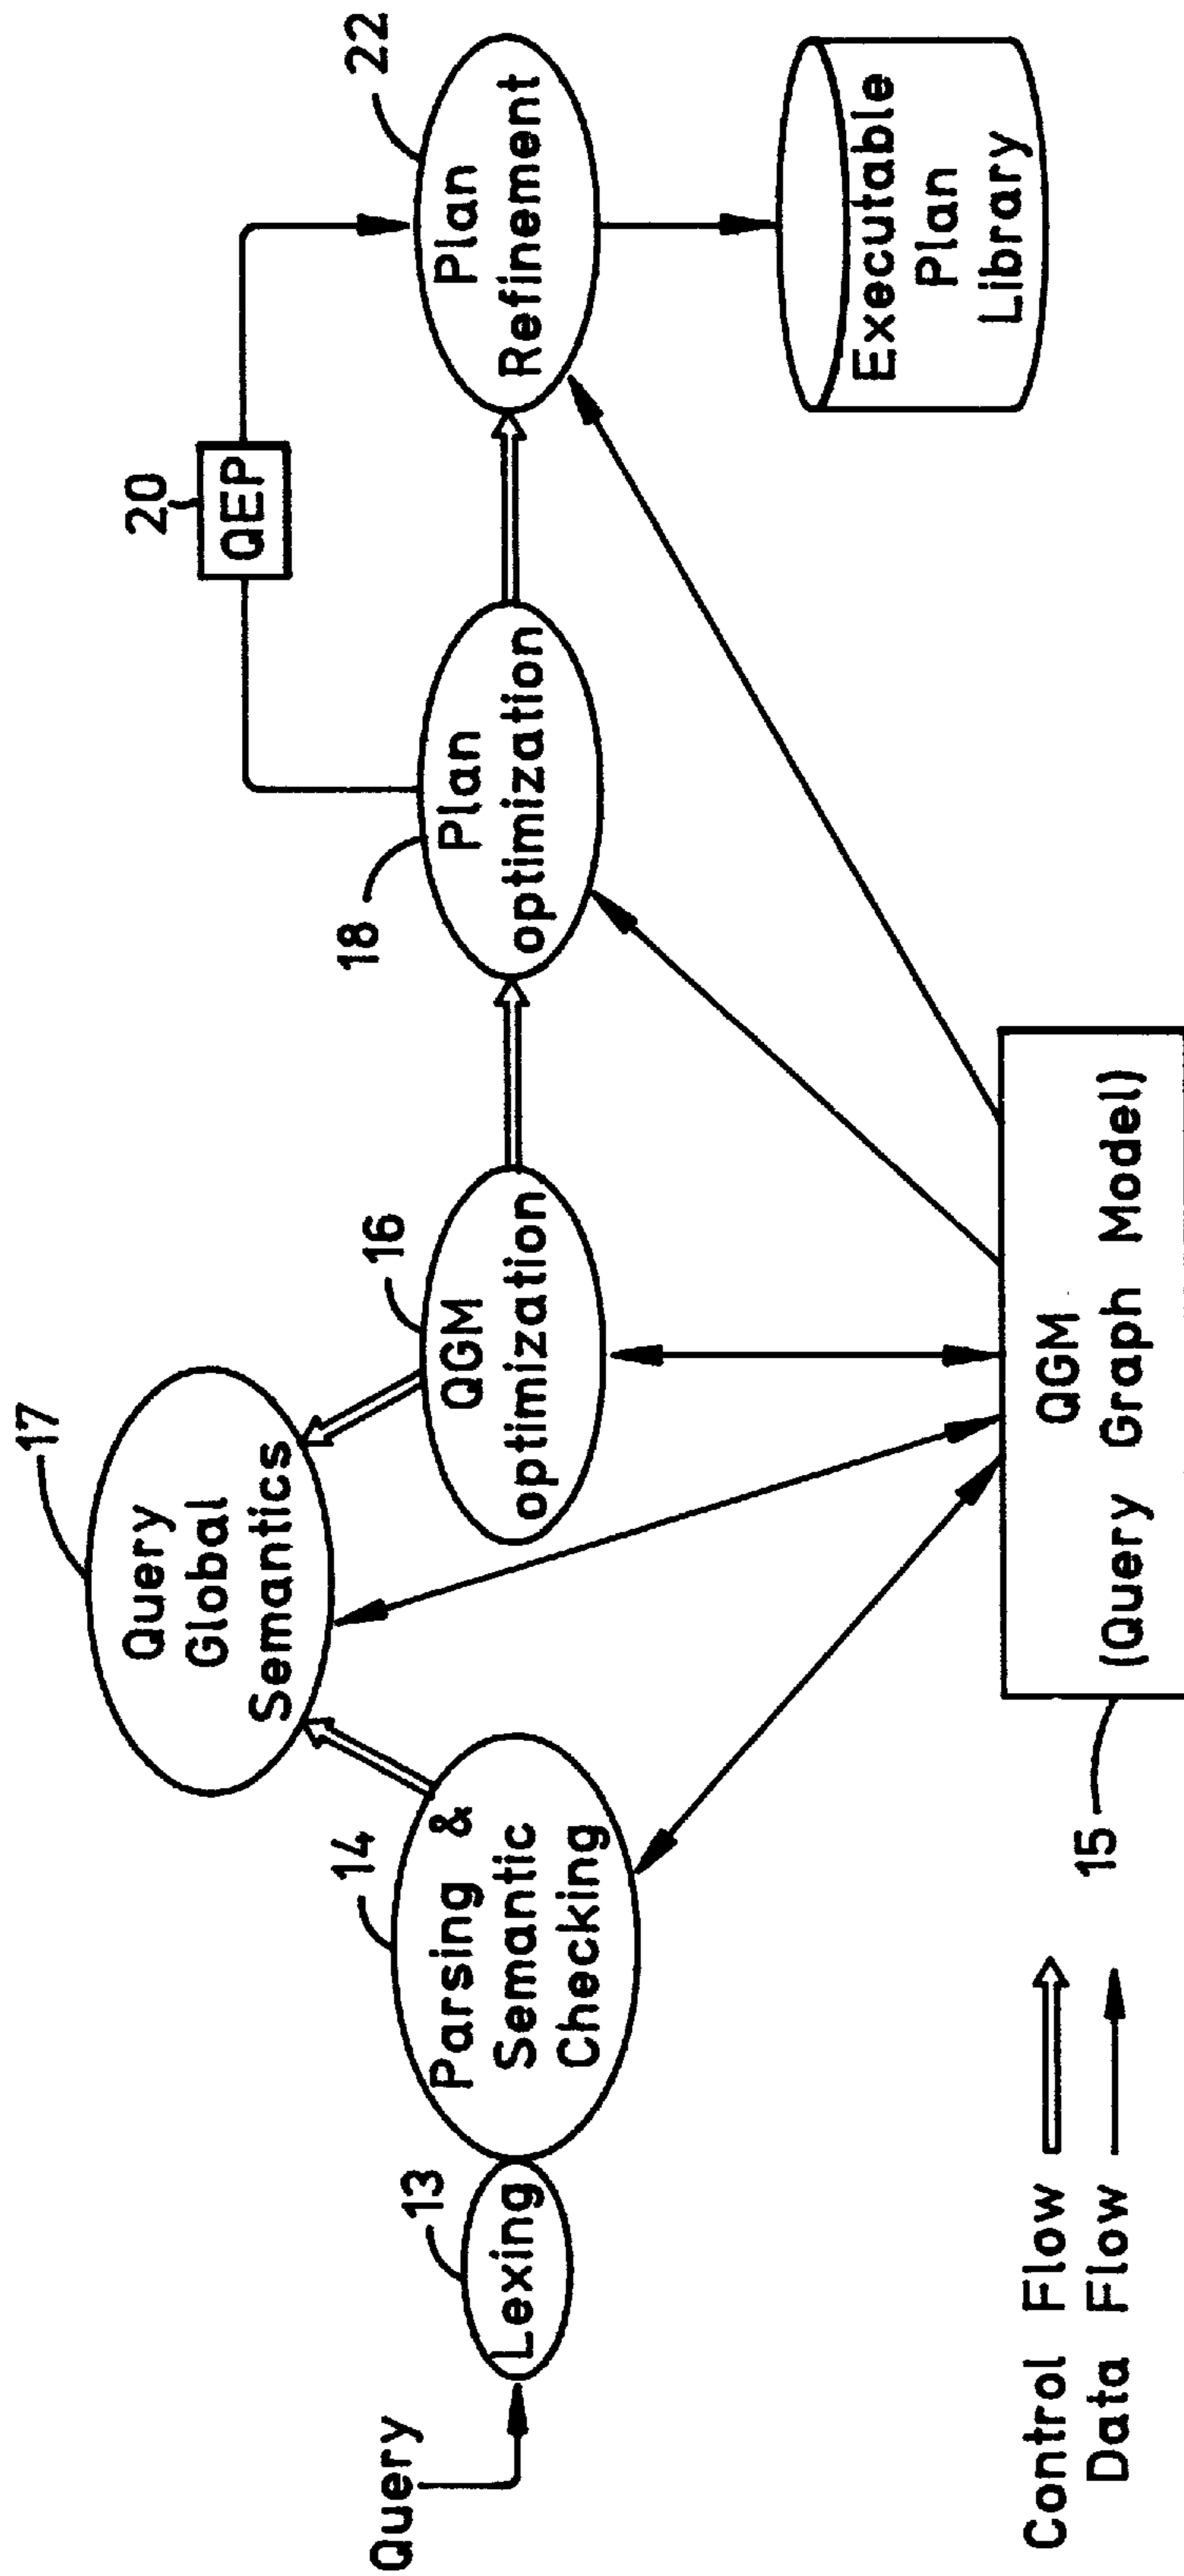 Query
13
Lexing
14
Parsing &
Semantic
Checking
17
Query
Global
Semantics
16
QGM
optimization
18
Plan
optimization
20
QEP
22
Plan
Refinement
Executable
Plan
Library
15
QGM
(Query Graph Model)
Control Flow
Data Flow